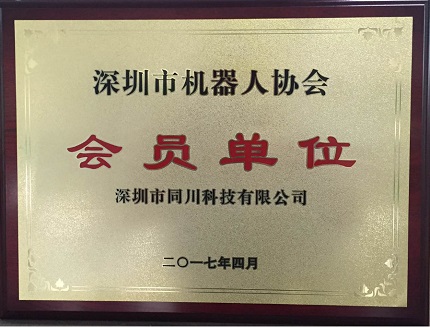 深圳市机器人协会
会员单位
深圳市同川科技有限公司
二〇一七年四月